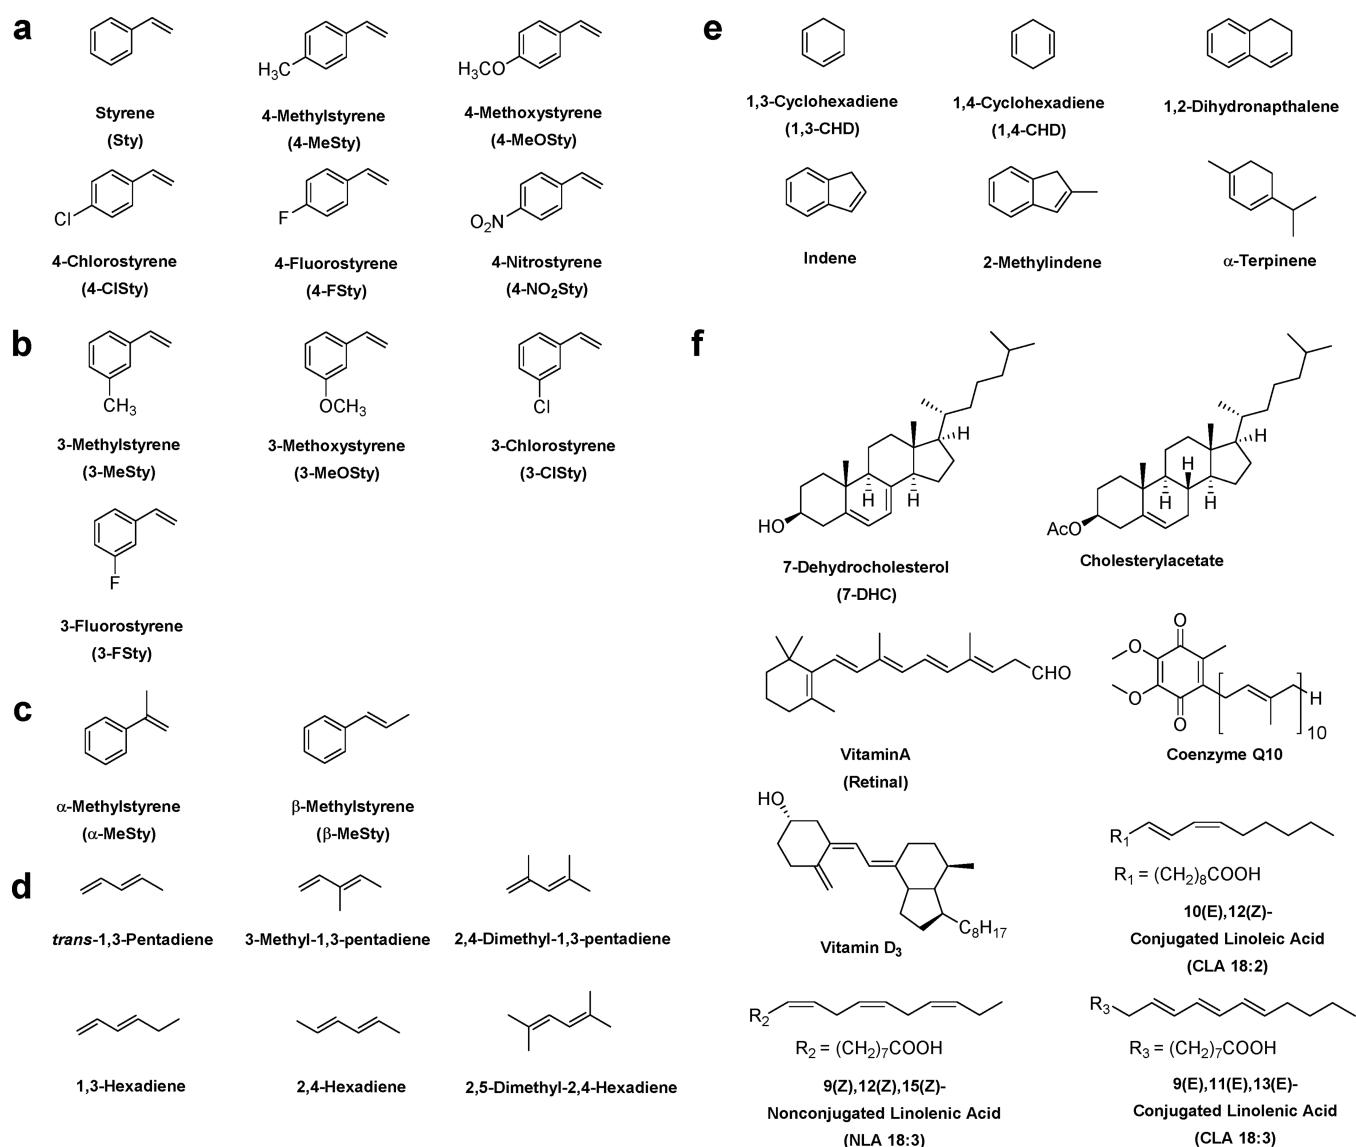 a
H3C
H3CO
Styrene
(Sty)
4-Methylstyrene
(4-MeSty)
4-Methoxystyrene
(4-MeOSty)
Cl
F
O2N
4-Chlorostyrene
(4-ClSty)
4-Fluorostyrene
(4-FSty)
4-Nitrostyrene
(4-NO2Sty)
b
CH3
OCH3
Cl
3-Methylstyrene
(3-MeSty)
3-Methoxystyrene
(3-MeOSty)
3-Chlorostyrene
(3-ClSty)
F
3-Fluorostyrene
(3-FSty)
c
α-Methylstyrene
(α-MeSty)
β-Methylstyrene
(β-MeSty)
d
trans-1,3-Pentadiene
3-Methyl-1,3-pentadiene
2,4-Dimethyl-1,3-pentadiene
1,3-Hexadiene
2,4-Hexadiene
2,5-Dimethyl-2,4-Hexadiene
e
1,3-Cyclohexadiene
(1,3-CHD)
1,4-Cyclohexadiene
(1,4-CHD)
1,2-Dihydronapthalene
Indene
2-Methylindene
α-Terpinene
f
H
H
H
HO
7-Dehydrocholesterol
(7-DHC)
H
H
H
H
AcO
Cholesterylacetate
CHO
VitaminA
(Retinal)
O
O
O
O
H
10
Coenzyme Q10
HO
C8H17
Vitamin D3
R1
R1 = (CH2)8COOH
10(E),12(Z)-
Conjugated Linoleic Acid
(CLA 18:2)
R2
R2 = (CH2)7COOH
9(Z),12(Z),15(Z)-
Nonconjugated Linolenic Acid
(NLA 18:3)
R3
R3 = (CH2)7COOH
9(E),11(E),13(E)-
Conjugated Linolenic Acid
(CLA 18:3)